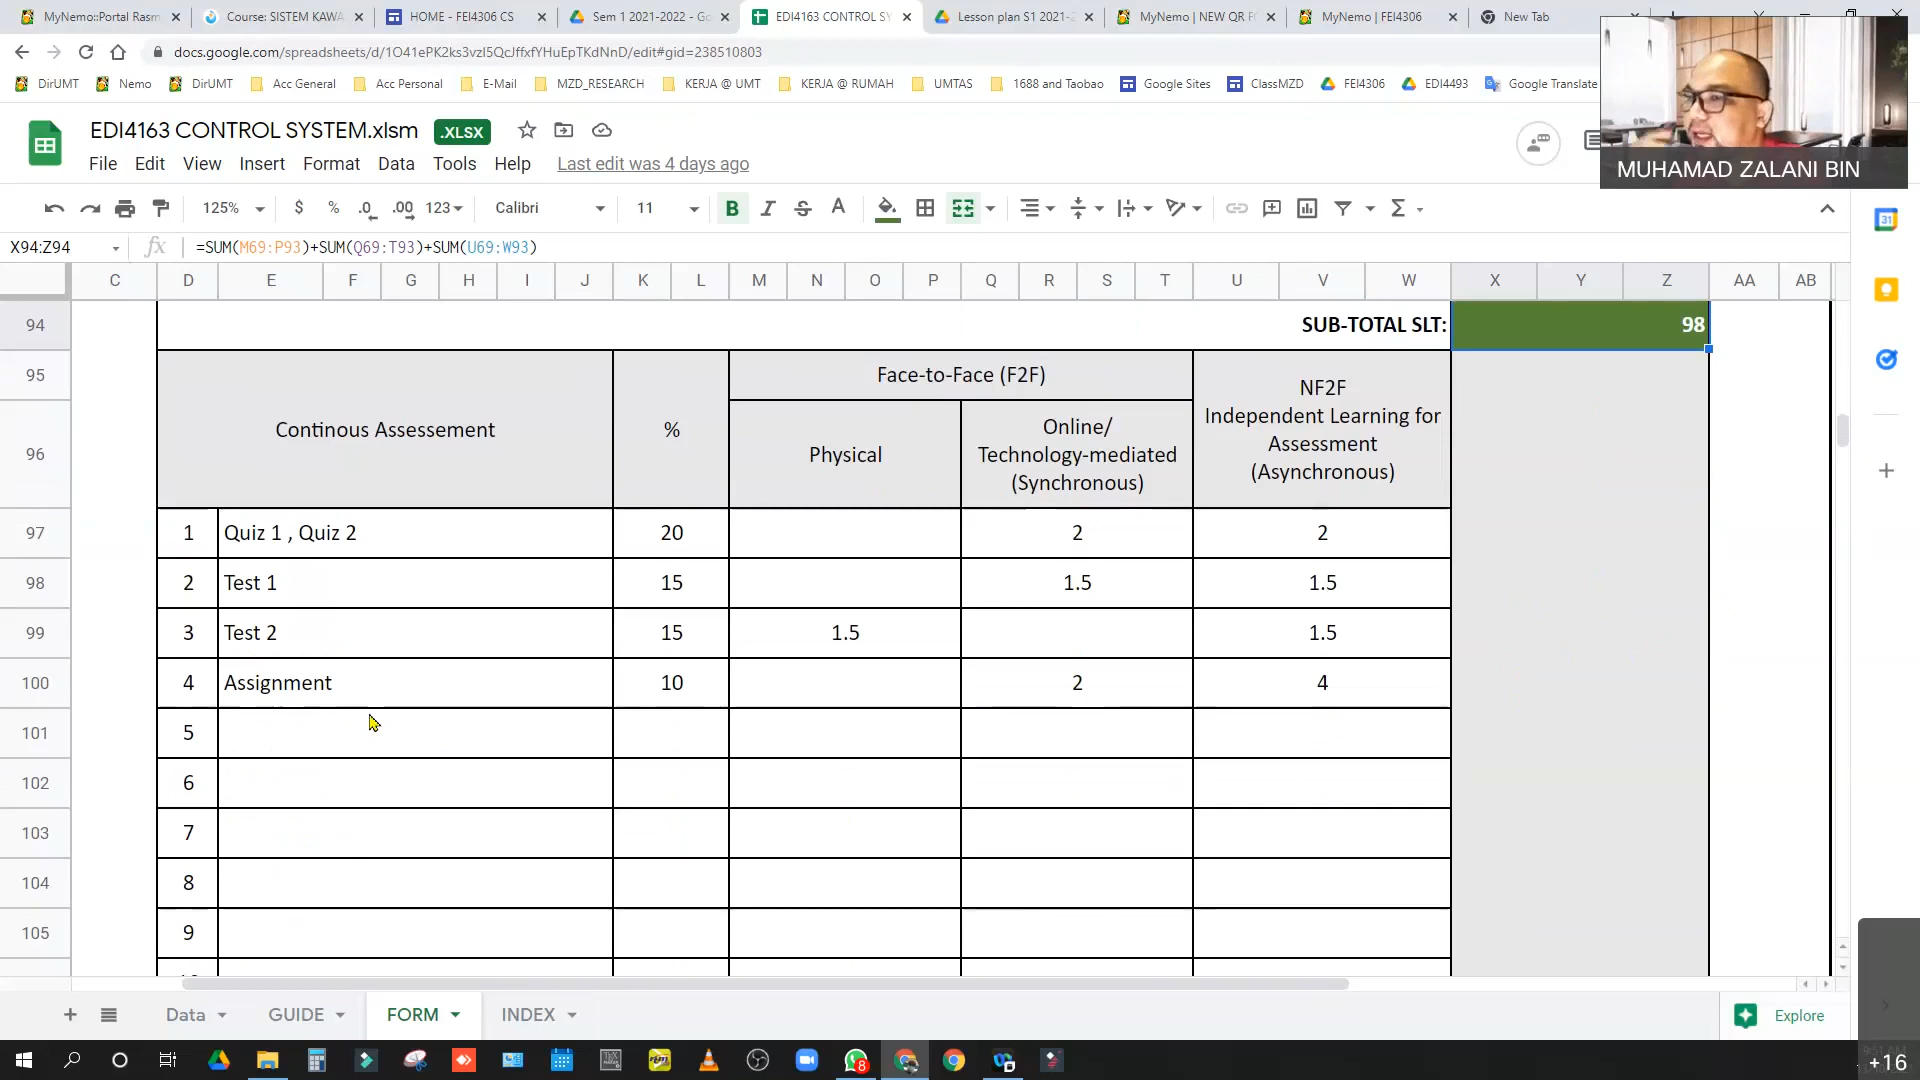 MyNemo::Portal Rasm
Course: SISTEM KAWA
HOME - FEI4306 CS
Sem 1 2021-2022 - Go
EDI4163 CONTROL SY
Lesson plan S1 2021-2
MyNemo | NEW QR F
MyNemo | FEI4306
New Tab
docs.google.com/spreadsheets/d/1O41ePK2ks3vzI5QcJffxfYHuEpTKdNnD/edit#gid=238510803
DirUMT Nemo DirUMT Acc General Acc Personal E-Mail MZD_RESEARCH KERJA @ UMT KERJA @ RUMAH UMTAS 1688 and Taobao Google Sites ClassMZD FEI4306 EDI4493 Google Translate
MUHAMAD ZALANI BIN
EDI4163 CONTROL SYSTEM.xlsm .XLSX
File Edit View Insert Format Data Tools Help Last edit was 4 days ago
125% $ % .0 .00 123 Calibri 11 B I S A Σ
X94:Z94 fx =SUM(M69:P93)+SUM(Q69:T93)+SUM(U69:W93)
C D E F G H I J K L M N O P Q R S T U V W X Y Z AA AB
94 SUB-TOTAL SLT: 98
95 Face-to-Face (F2F)
96 Continous Assessement % Physical
Online/
Technology-mediated
(Synchronous)
NF2F
Independent Learning for
Assessment
(Asynchronous)
97 1 Quiz 1 , Quiz 2 20 2 2
98 2 Test 1 15 1.5 1.5
99 3 Test 2 15 1.5 1.5
100 4 Assignment 10 2 4
101 5
102 6
103 7
104 8
105 9
Data GUIDE FORM INDEX
Explore
31
8
+16